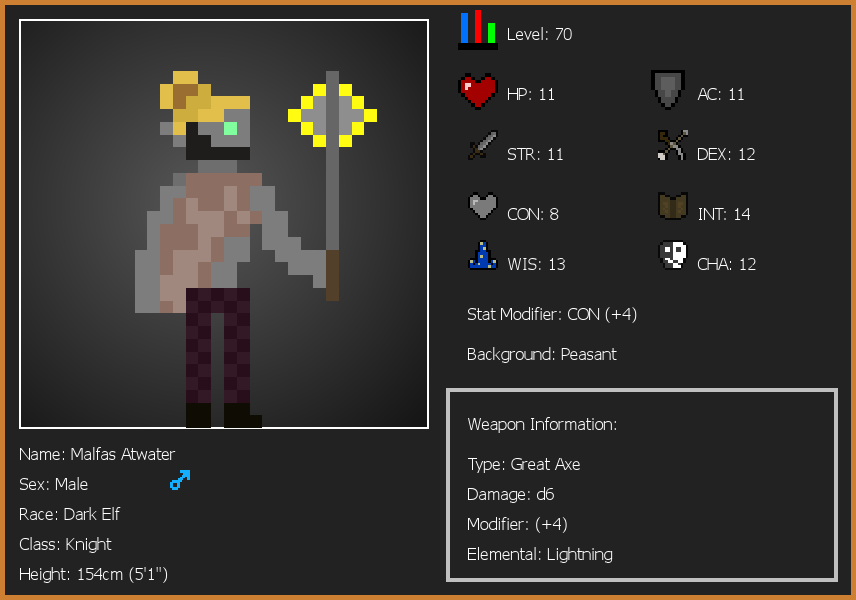 Level: 70
HP: 11
AC: 11
STR: 11
DEX: 12
CON: 8
INT: 14
WIS: 13
CHA: 12
Stat Modifier: CON (+4)
Background: Peasant
Weapon Information:
Type: Great Axe
Damage: d6
Modifier: (+4)
Elemental: Lightning
Name: Malfas Atwater
Sex: Male
Race: Dark Elf
Class: Knight
Height: 154cm (5'1")